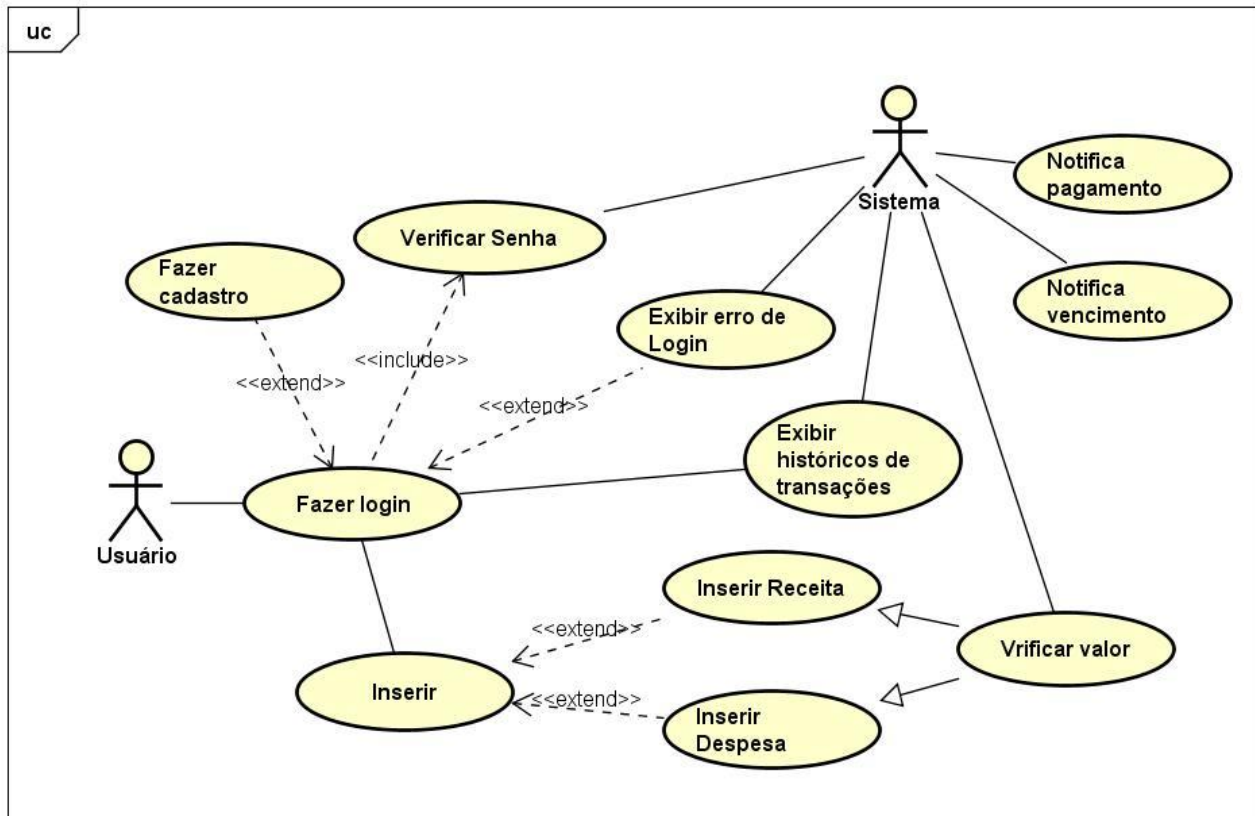 uc
Sistema
Notifica
pagamento
Verificar Senha
Fazer
cadastro
Notifica
vencimento
Exibir erro de
Login
<<include>>
<<extend>>
<<extend>>
Exibir
históricos de
transações
Fazer login
Usuário
Inserir Receita
<<extend>>
Vrificar valor
Inserir
<<extend>>
Inserir
Despesa